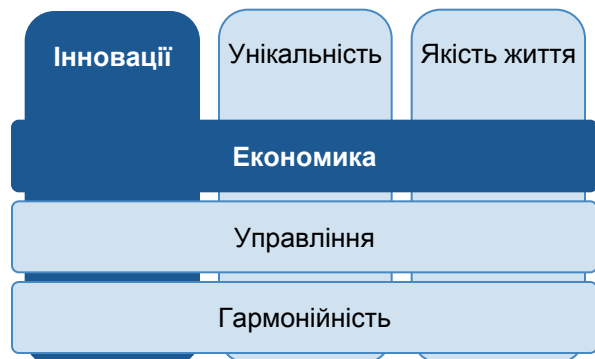 Інновації
Унікальність
Якість життя
Економика
Управління
Гармонійність